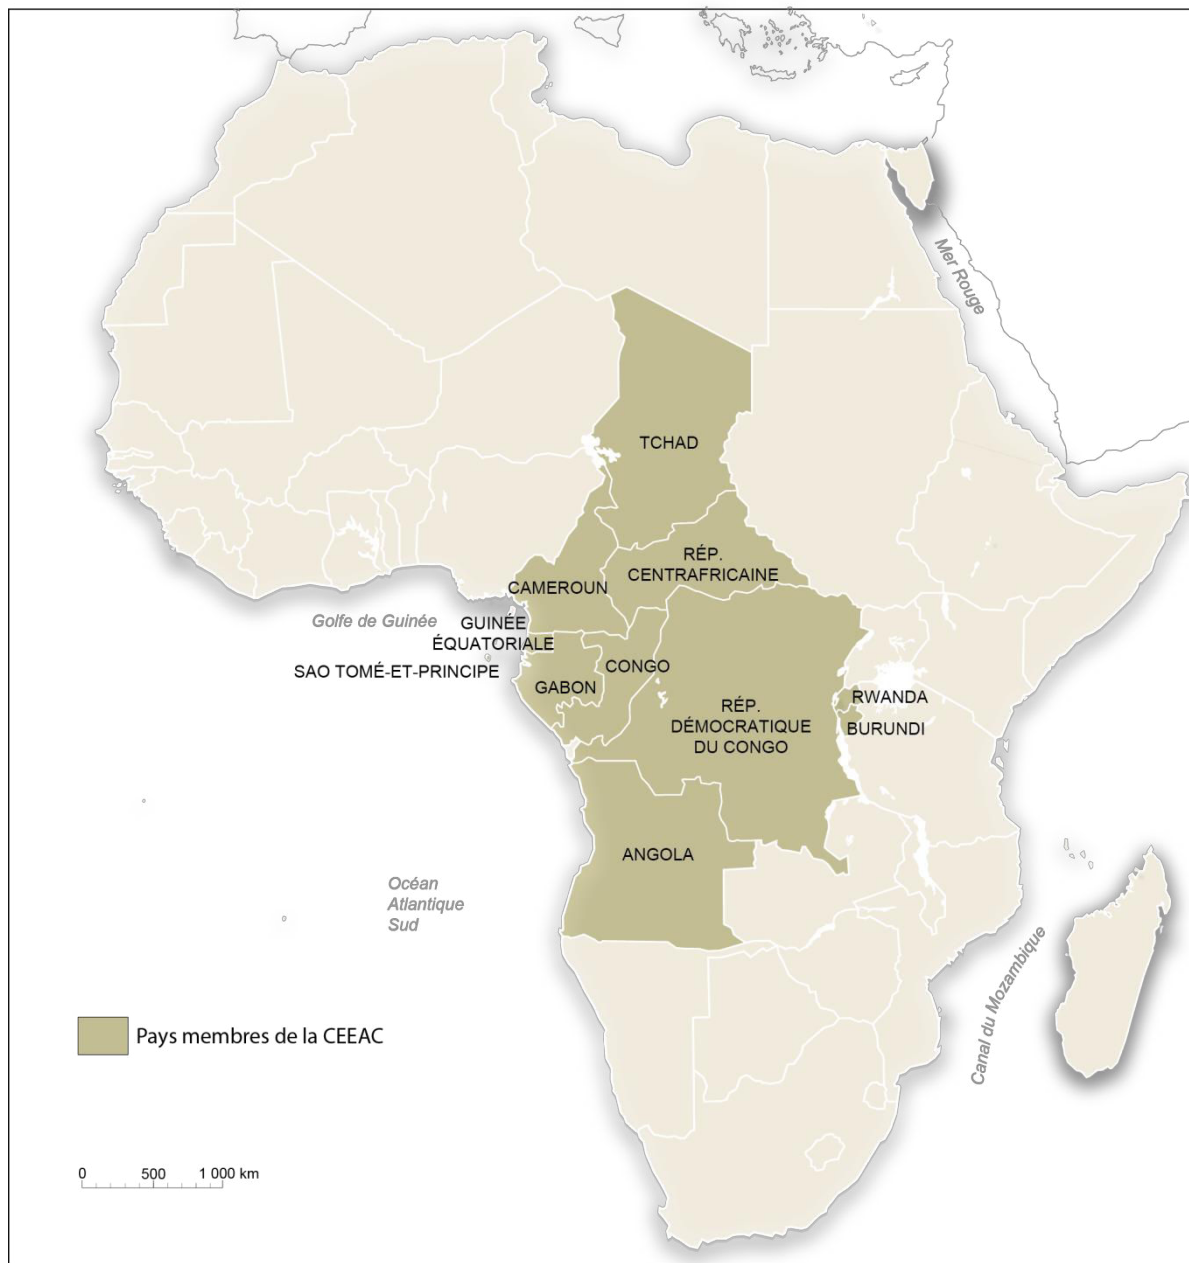 Mer Rouge
TCHAD
RÉP.
CENTRAFRICAINE
CAMEROUN
Golfe de Guinée
GUINÉE
ÉQUATORIALE
SAO TOMÉ-ET-PRINCIPE
CONGO
GABON
RWANDA
RÉP.
DÉMOCRATIQUE
DU CONGO
BURUNDI
ANGOLA
Océan
Atlantique
Sud
Canal du Mozambique
Pays membres de la CEEAC
0 500 1 000 km